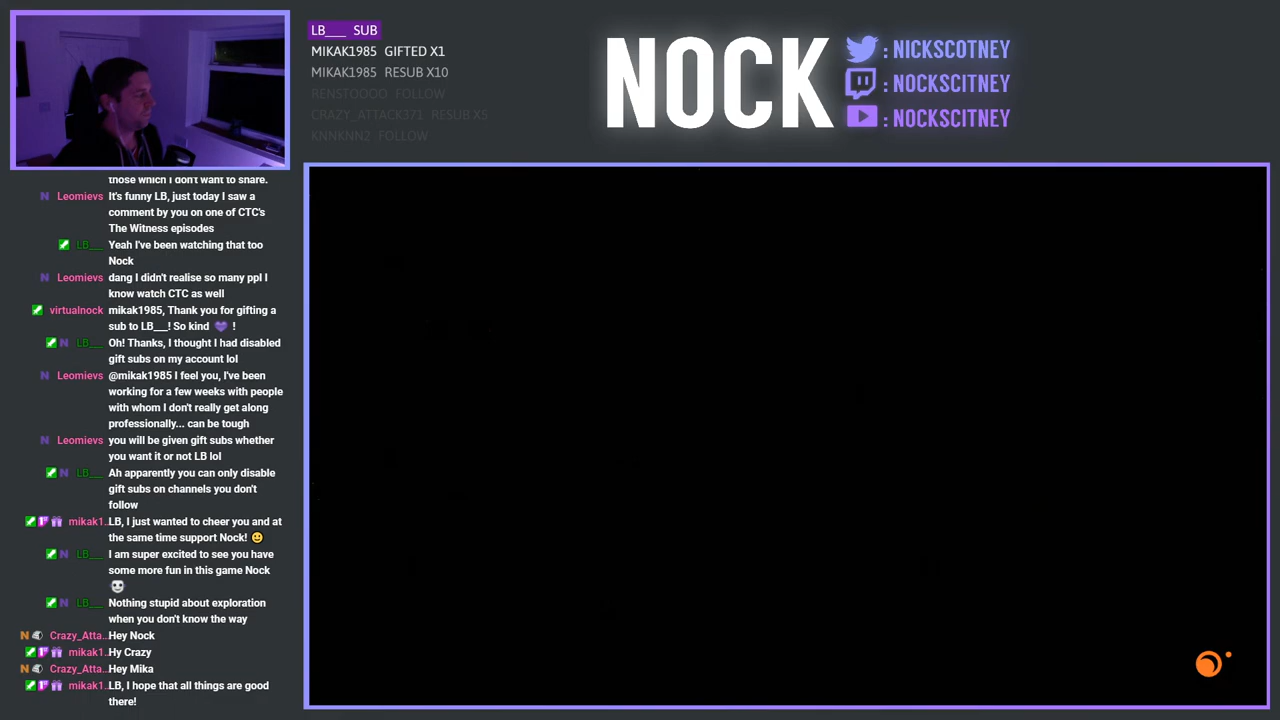 LB___ SUB
MIKAK1985 GIFTED X1
MIKAK1985 RESUB X10
RENSTOOOO FOLLOW
CRAZY_ATTACK371 RESUB X5
KNNKNN2 FOLLOW
NOCK
: NICKSCOTNEY
: NOCKSCITNEY
: NOCKSCITNEY
those which I don't want to share.
Leomievs It's funny LB, just today I saw a
comment by you on one of CTC's
The Witness episodes
LB___ Yeah I've been watching that too
Nock
Leomievs dang I didn't realise so many ppl I
know watch CTC as well
virtualnock mikak1985, Thank you for gifting a
sub to LB___! So kind 💜 !
LB___ Oh! Thanks, I thought I had disabled
gift subs on my account lol
Leomievs @mikak1985 I feel you, I've been
working for a few weeks with people
with whom I don't really get along
professionally... can be tough
Leomievs you will be given gift subs whether
you want it or not LB lol
LB___ Ah apparently you can only disable
gift subs on channels you don't
follow
mikak1.. LB, I just wanted to cheer you and at
the same time support Nock! 🙂
LB___ I am super excited to see you have
some more fun in this game Nock
LB___ Nothing stupid about exploration
when you don't know the way
Crazy_Atta.. Hey Nock
mikak1.. Hy Crazy
Crazy_Atta.. Hey Mika
mikak1.. LB, I hope that all things are good
there!